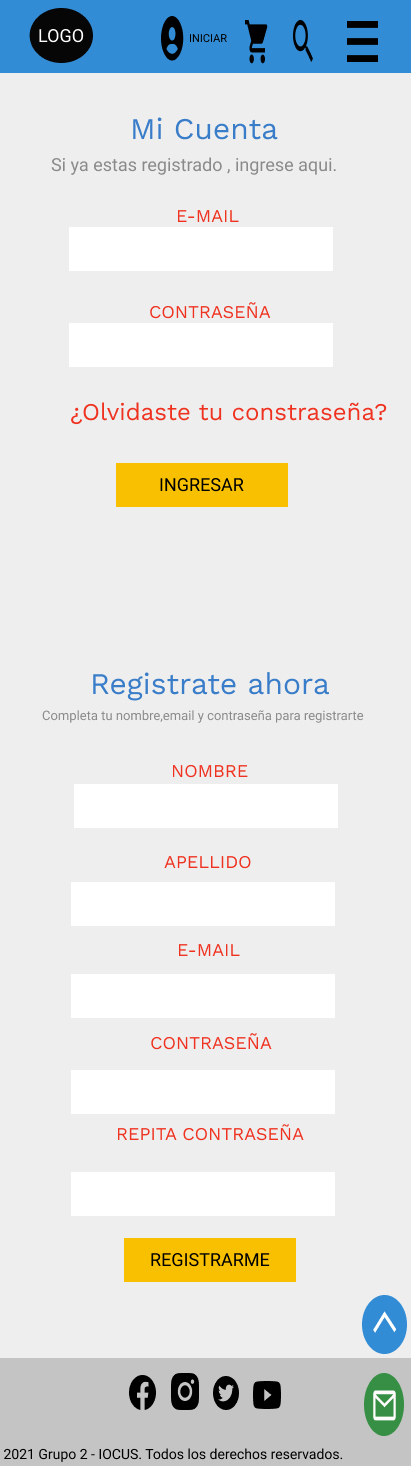 LOGO
INICIAR
Mi Cuenta
Si ya estas registrado , ingrese aqui.
E-MAIL
CONTRASEÑA
¿Olvidaste tu constraseña?
INGRESAR
Registrate ahora
Completa tu nombre,email y contraseña para registrarte
NOMBRE
APELLIDO
E-MAIL
CONTRASEÑA
REPITA CONTRASEÑA
REGISTRARME
2021 Grupo 2 - IOCUS. Todos los derechos reservados.